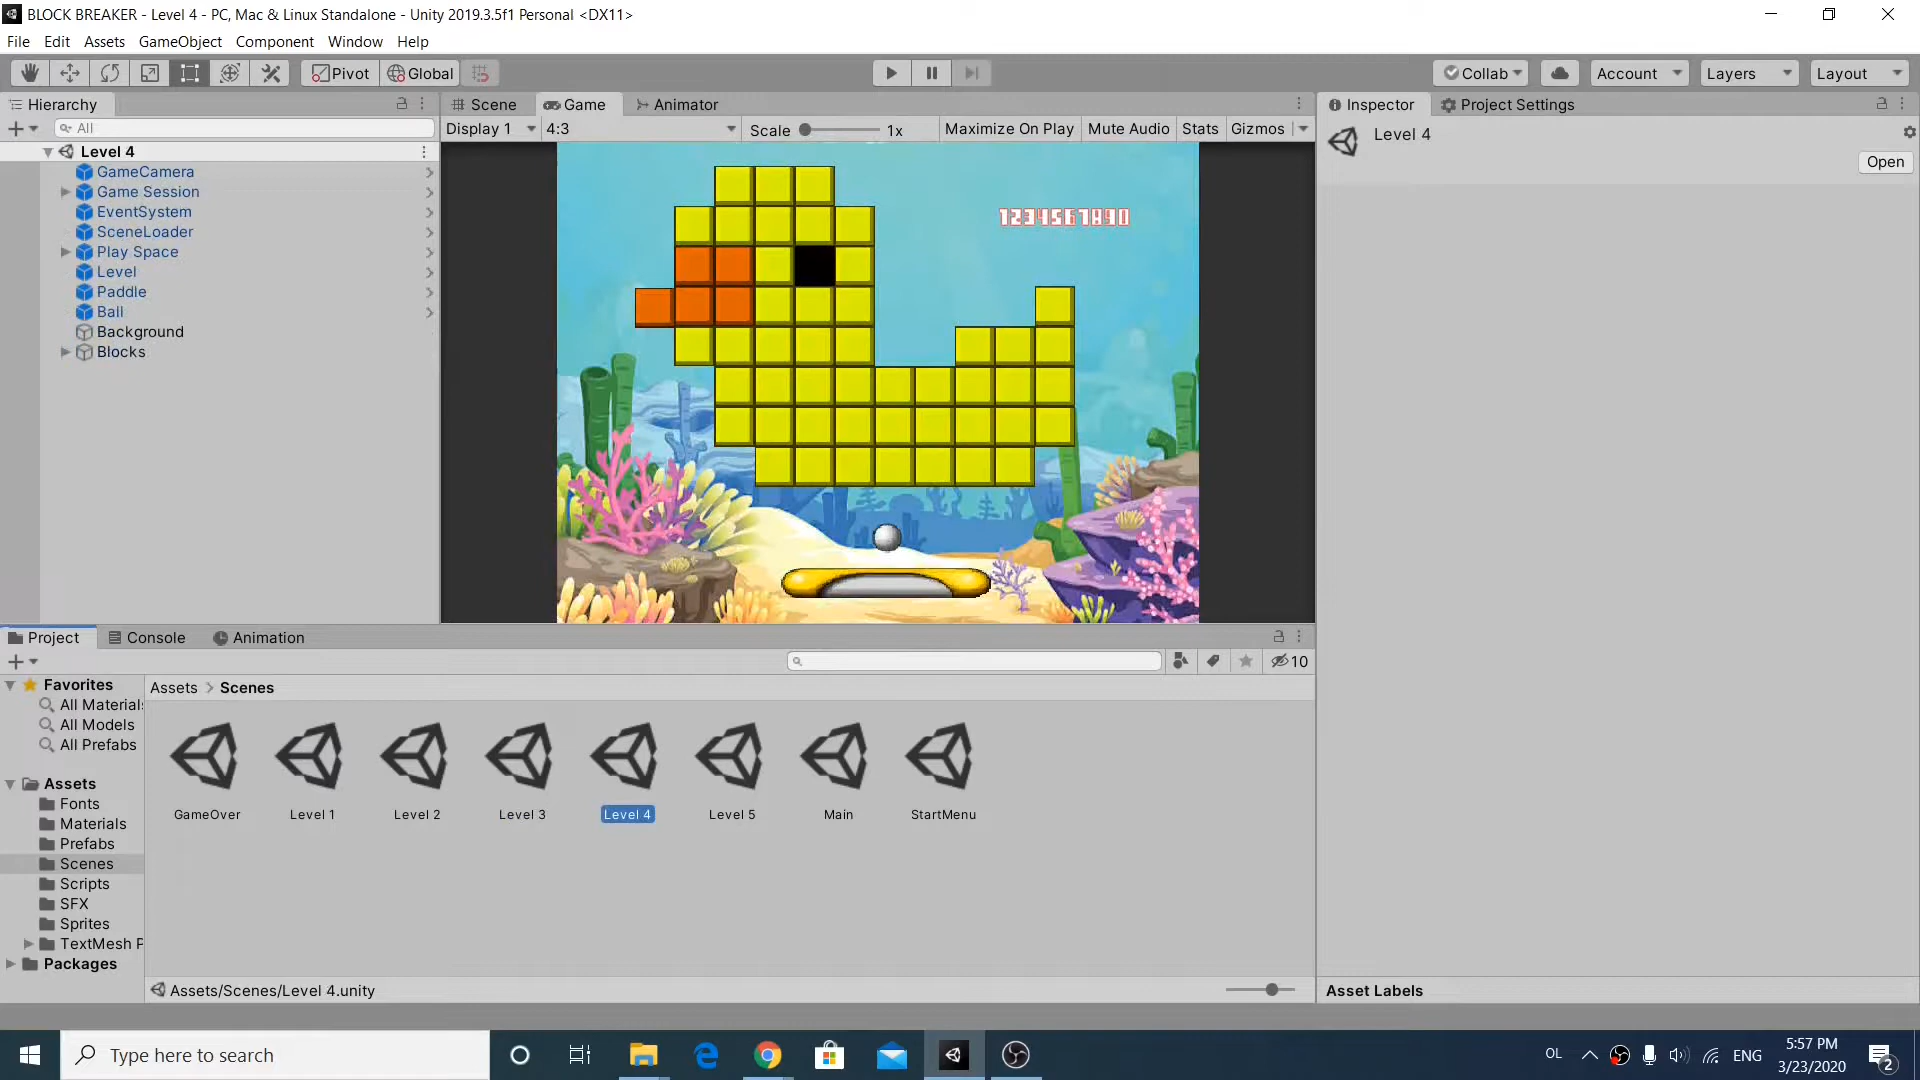 BLOCK BREAKER - Level 4 - PC, Mac & Linux Standalone - Unity 2019.3.5f1 Personal <DX11>
File Edit Assets GameObject Component Window Help
Pivot Global Collab Account Layers Layout
Hierarchy
All
Level 4
GameCamera
Game Session
EventSystem
SceneLoader
Play Space
Level
Paddle
Ball
Background
Blocks
Scene Game Animator
Display 1 4:3 Scale 1x Maximize On Play Mute Audio Stats Gizmos
1234567890
Inspector Project Settings
Level 4
Open
Project Console Animation
10
Favorites
All Material
All Models
All Prefabs
Assets
Fonts
Materials
Prefabs
Scenes
Scripts
SFX
Sprites
TextMesh P
Packages
Assets > Scenes
GameOver Level 1 Level 2 Level 3 Level 4 Level 5 Main StartMenu
Assets/Scenes/Level 4.unity
Asset Labels
Type here to search
OL ENG
5:57 PM
3/23/2020
2